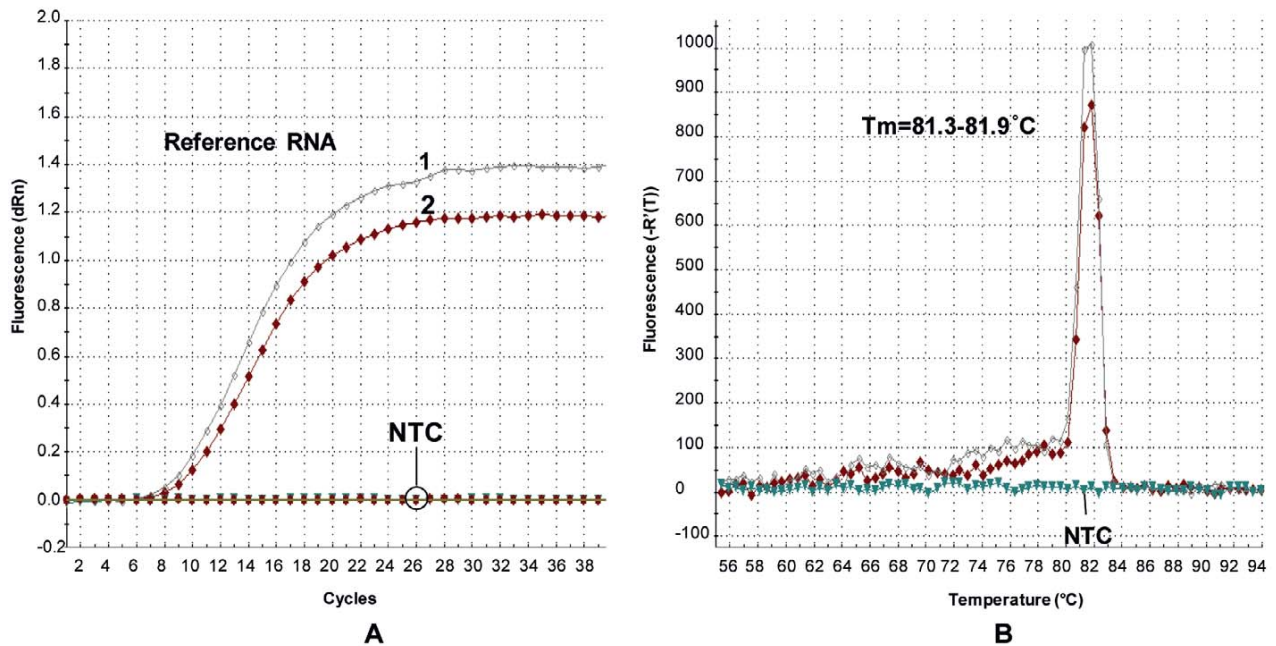 2.0
1.8
1.6
1.4
1.2
1.0
0.8
0.6
0.4
0.2
0.0
-0.2
Fluorescence (dRn)
Reference RNA
1
2
NTC
2 4 6 8 10 12 14 16 18 20 22 24 26 28 30 32 34 36 38
Cycles
A
1000
900
800
700
600
500
400
300
200
100
0
-100
Fluorescence (-R'(T))
Tm=81.3-81.9°C
NTC
56 58 60 62 64 66 68 70 72 74 76 78 80 82 84 86 88 90 92 94
Temperature (°C)
B